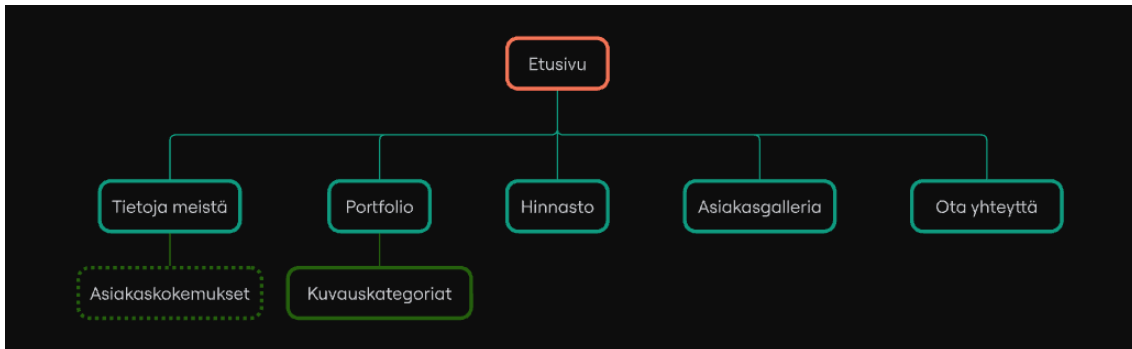 Etusivu
Tietoja meistä
Portfolio
Hinnasto
Asiakasgalleria
Ota yhteyttä
Asiakaskokemukset
Kuvauskategoriat